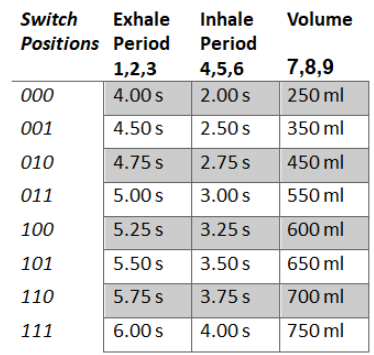 Switch Positions Exhale Period 1,2,3 Inhale Period 4,5,6 Volume 7,8,9
000 4.00 s 2.00 s 250 ml
001 4.50 s 2.50 s 350 ml
010 4.75 s 2.75 s 450 ml
011 5.00 s 3.00 s 550 ml
100 5.25 s 3.25 s 600 ml
101 5.50 s 3.50 s 650 ml
110 5.75 s 3.75 s 700 ml
111 6.00 s 4.00 s 750 ml